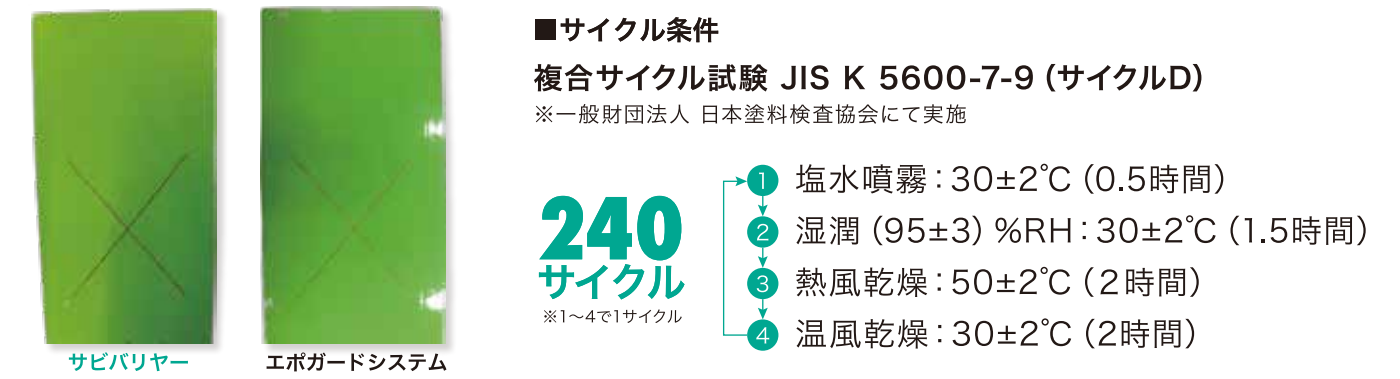 ■サイクル条件
複合サイクル試験 JIS K 5600-7-9（サイクルD）
※一般財団法人 日本塗料検査協会にて実施
240
サイクル
※1〜4で1サイクル
1 塩水噴霧：30±2℃（0.5時間）
2 湿潤（95±3）%RH：30±2℃（1.5時間）
3 熱風乾燥：50±2℃（2時間）
4 温風乾燥：30±2℃（2時間）
サビバリヤー
エポガードシステム